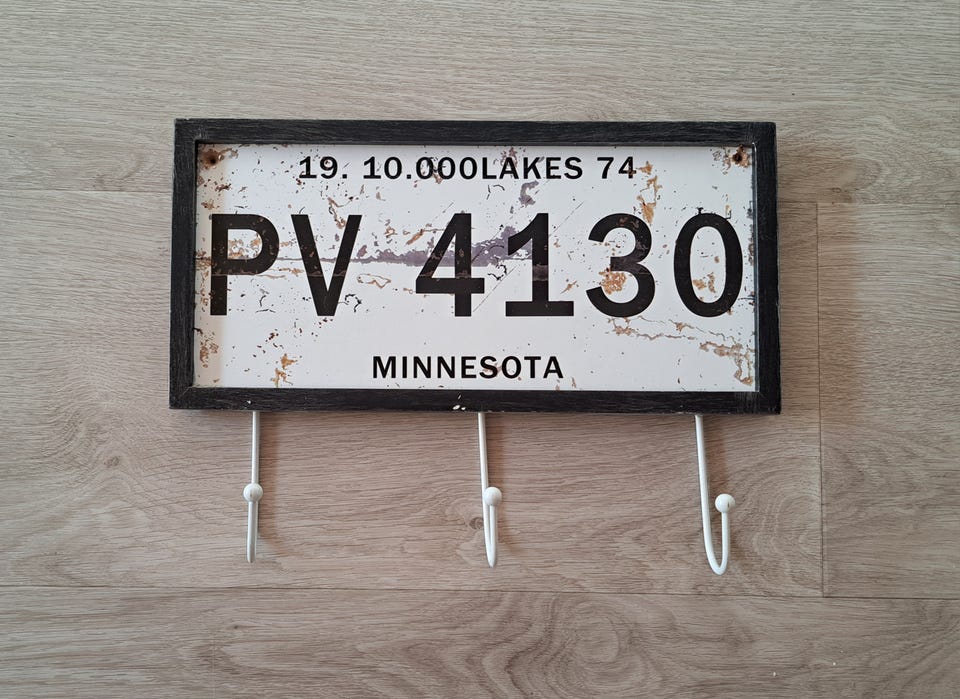 19. 10.000LAKES 74
PV 4130
MINNESOTA